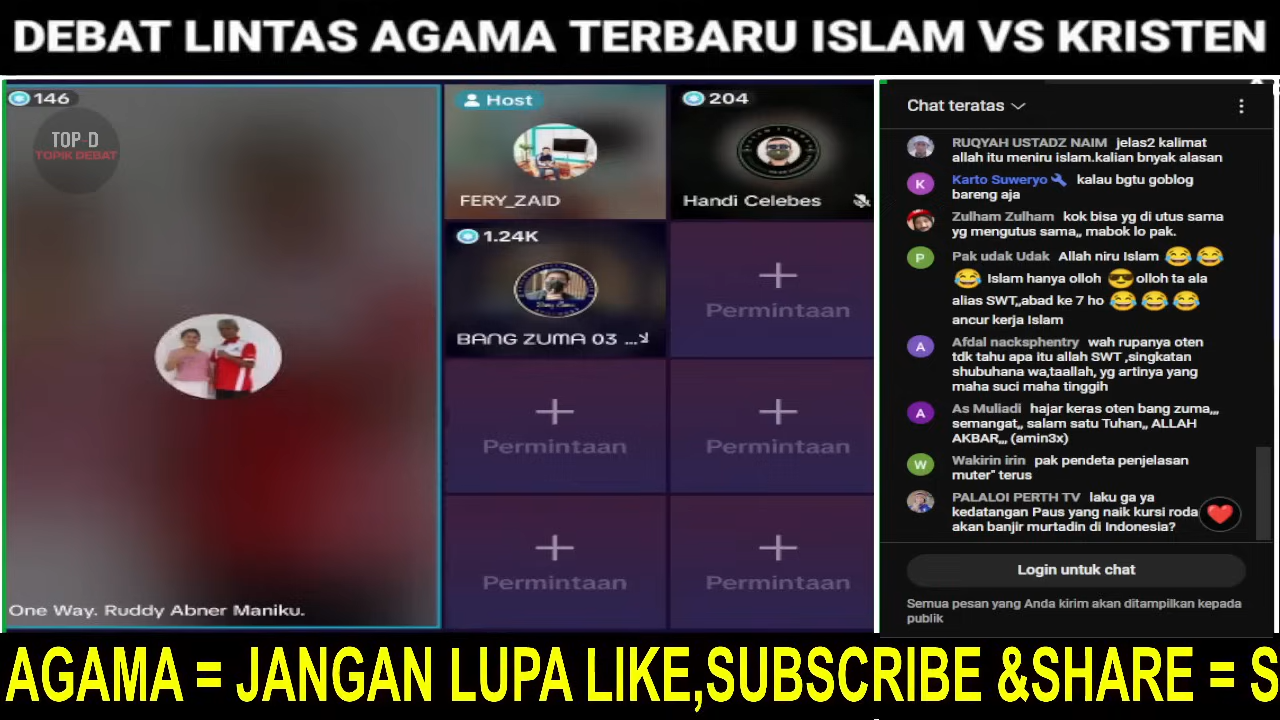 DEBAT LINTAS AGAMA TERBARU ISLAM VS KRISTEN
146
TOP-D
TOPIK DEBAT
One Way. Ruddy Abner Maniku.
Host
FERY_ZAID
204
Handi Celebes
1.24K
BANG ZUMA 03 ...
Permintaan
Permintaan
Permintaan
Permintaan
Permintaan
Chat teratas
RUQYAH USTADZ NAIM jelas2 kalimat
allah itu meniru islam.kalian bnyak alasan
K
Karto Suweryo kalau bgtu goblog
bareng aja
Zulham Zulham kok bisa yg di utus sama
yg mengutus sama,, mabok lo pak.
P
Pak udak Udak Allah niru Islam 😂 😂
😂 Islam hanya olloh 😎 olloh ta ala
alias SWT,,abad ke 7 ho 😂 😂 😂
ancur kerja Islam
A
Afdal nacksphentry wah rupanya oten
tdk tahu apa itu allah SWT ,singkatan
shubuhana wa,taallah, yg artinya yang
maha suci maha tinggih
A
As Muliadi hajar keras oten bang zuma,,,
semangat,, salam satu Tuhan,, ALLAH
AKBAR,,, (amin3x)
W
Wakirin irin pak pendeta penjelasan
muter" terus
PALALOI PERTH TV laku ga ya
kedatangan Paus yang naik kursi roda
akan banjir murtadin di Indonesia?
Login untuk chat
Semua pesan yang Anda kirim akan ditampilkan kepada
publik
AGAMA = JANGAN LUPA LIKE,SUBSCRIBE &SHARE = S